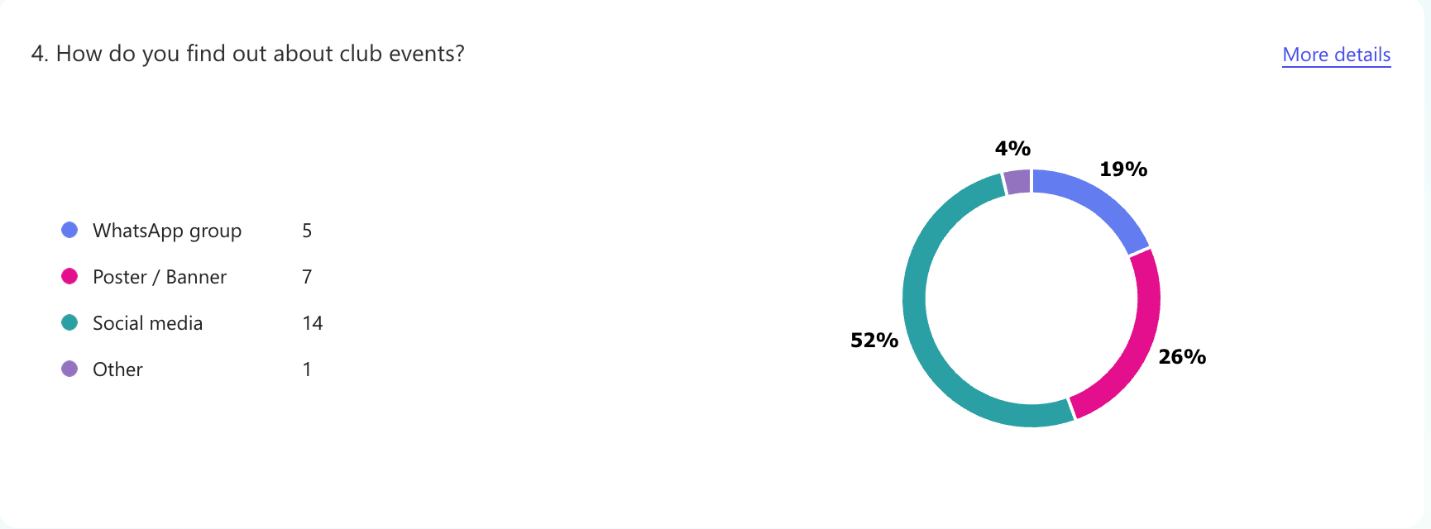 4. How do you find out about club events?
More details
WhatsApp group 5
Poster / Banner 7
Social media 14
Other 1
4%
19%
52%
26%